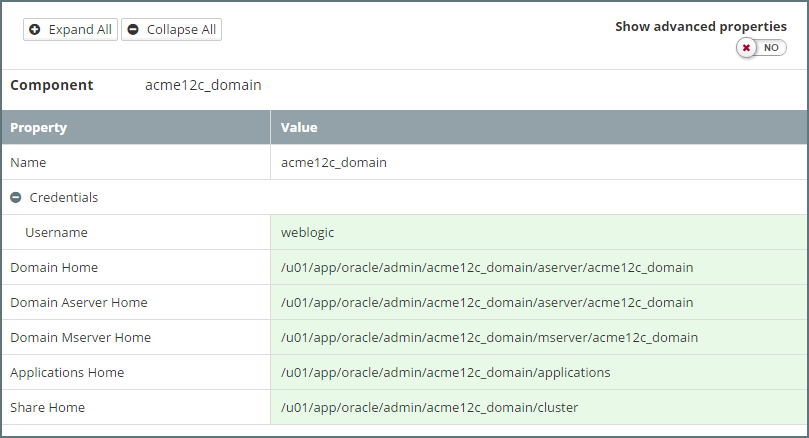 Expand All Collapse All Show advanced properties
NO
Component acme12c_domain
Property Value
Name acme12c_domain
Credentials
Username weblogic
Domain Home /u01/app/oracle/admin/acme12c_domain/aserver/acme12c_domain
Domain Aserver Home /u01/app/oracle/admin/acme12c_domain/aserver/acme12c_domain
Domain Mserver Home /u01/app/oracle/admin/acme12c_domain/mserver/acme12c_domain
Applications Home /u01/app/oracle/admin/acme12c_domain/applications
Share Home /u01/app/oracle/admin/acme12c_domain/cluster